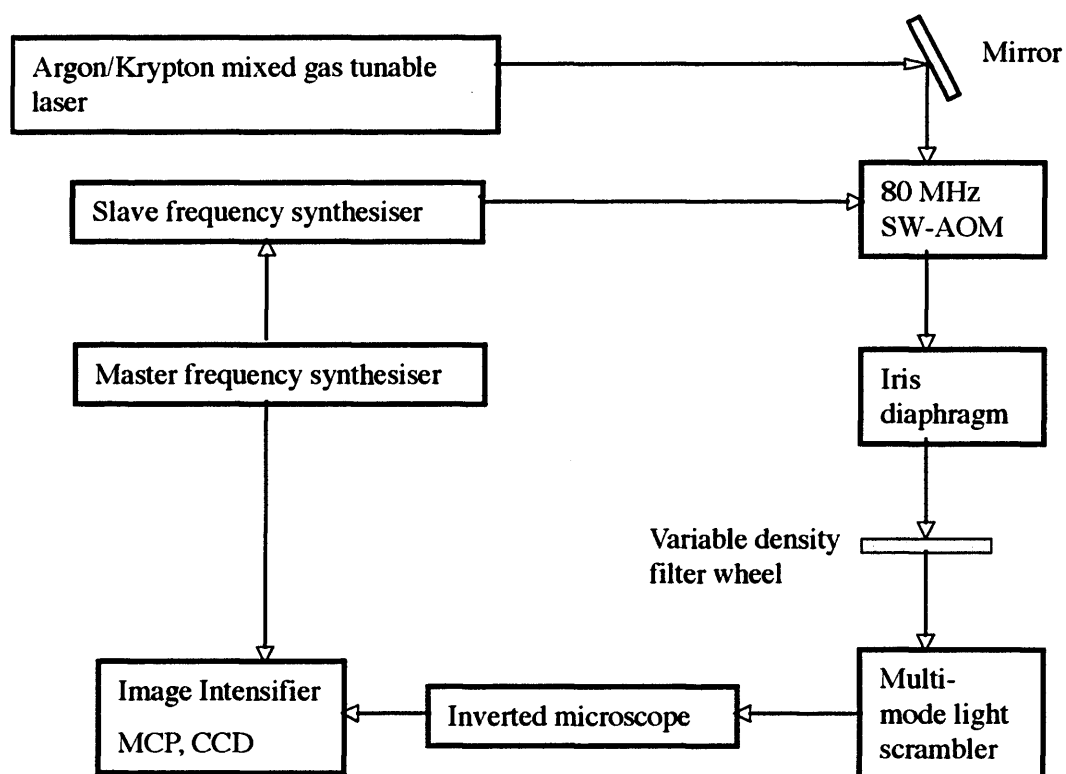 Argon/Krypton mixed gas tunable
laser
Mirror
Slave frequency synthesiser
80 MHz
SW-AOM
Master frequency synthesiser
Iris
diaphragm
Variable density
filter wheel
Image Intensifier
MCP, CCD
Inverted microscope
Multi-
mode light
scrambler